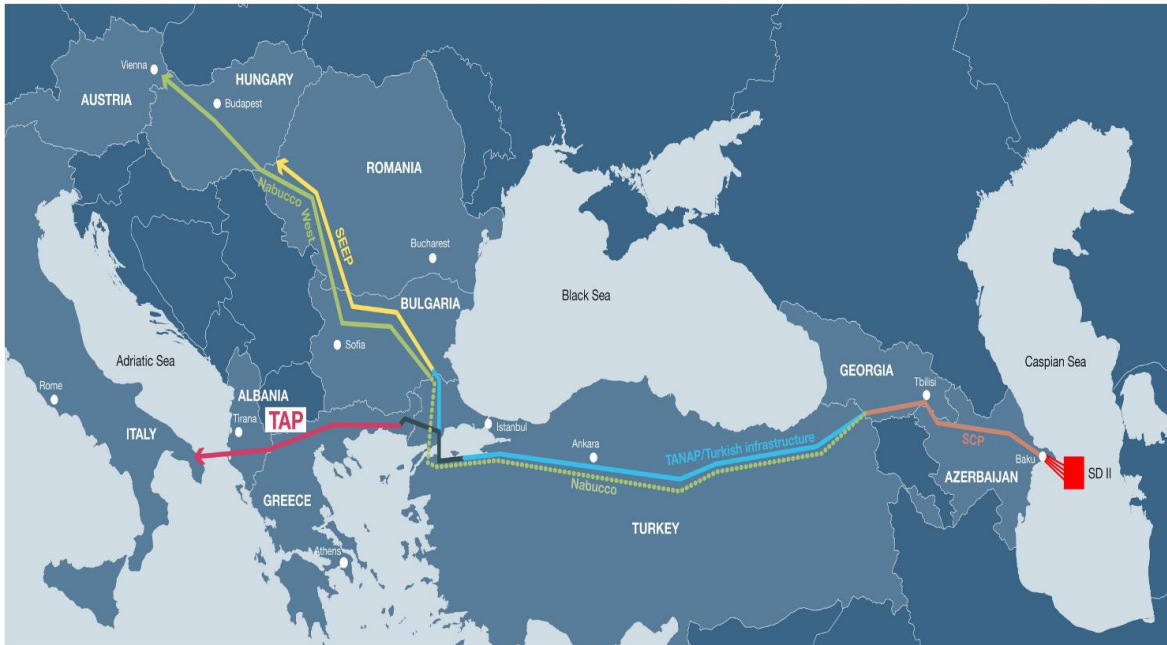 Vienna
HUNGARY
AUSTRIA
Budapest
ROMANIA
Nabucco West
SEEP
Bucharest
BULGARIA
Black Sea
Sofia
Adriatic Sea
Caspian Sea
GEORGIA
Tbilisi
Rome
ALBANIA
Tirana
TAP
ITALY
Istanbul
Ankara
TANAP/Turkish infrastructure
SCP
Baku
AZERBAIJAN
SD II
Nabucco
GREECE
TURKEY
Athens